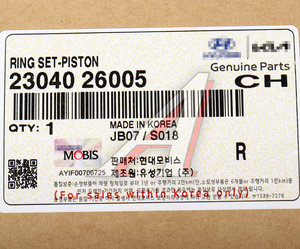 RING SET-PISTON
Genuine Parts
23040 26005
CH
QTY: 1
MADE IN KOREA
JB07 / S018
MOBIS
판매처:현대모비스
R
AYIF00706725
제조원:유성기업 (주)
(For sales within korea only)